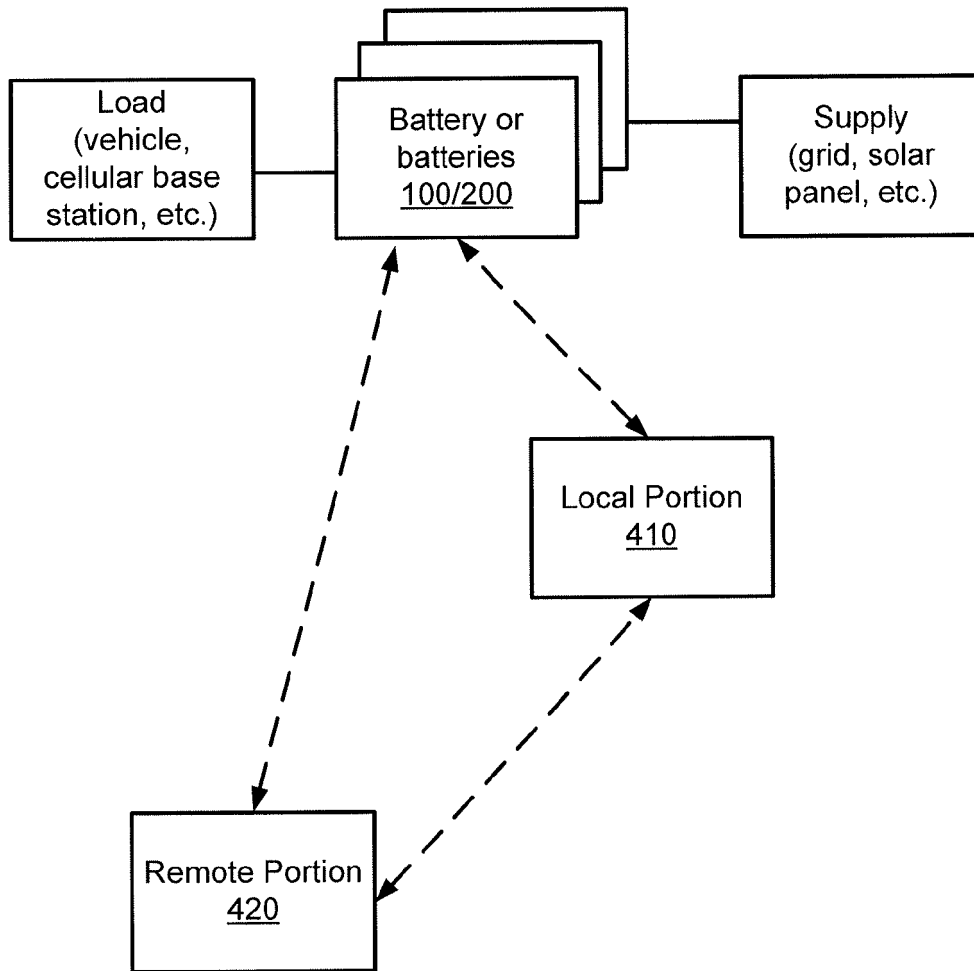 Load
(vehicle,
cellular base
station, etc.)
Battery or
batteries
100/200
Supply
(grid, solar
panel, etc.)
Local Portion
410
Remote Portion
420